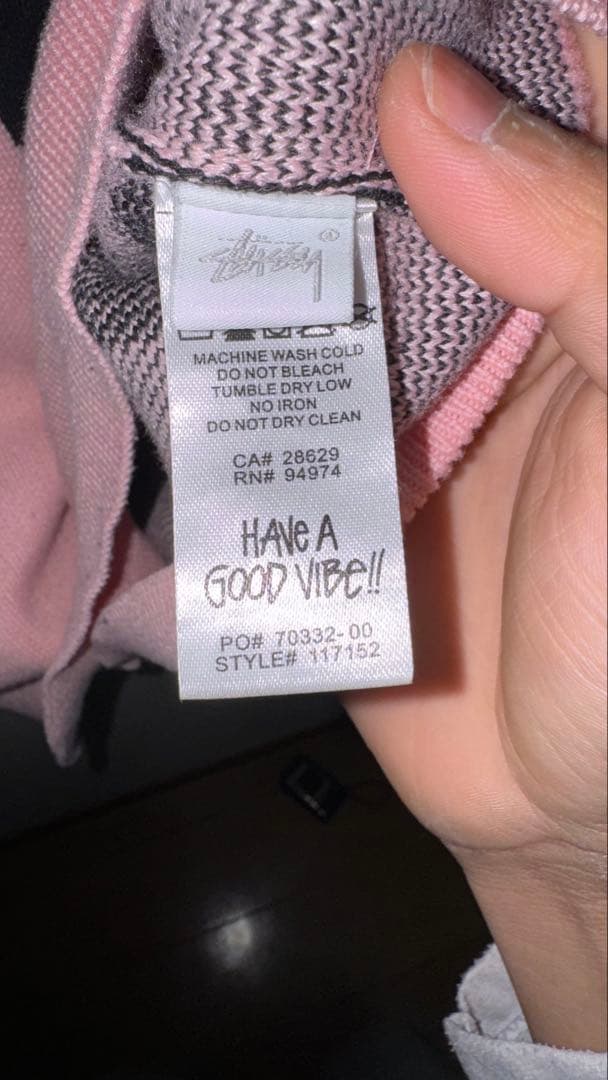 Stüssy®
MACHINE WASH COLD
DO NOT BLEACH
TUMBLE DRY LOW
NO IRON
DO NOT DRY CLEAN
CA# 28629
RN# 94974
HAVe A
GOOD VIBe!!
PO# 70332-00
STYLE# 117152